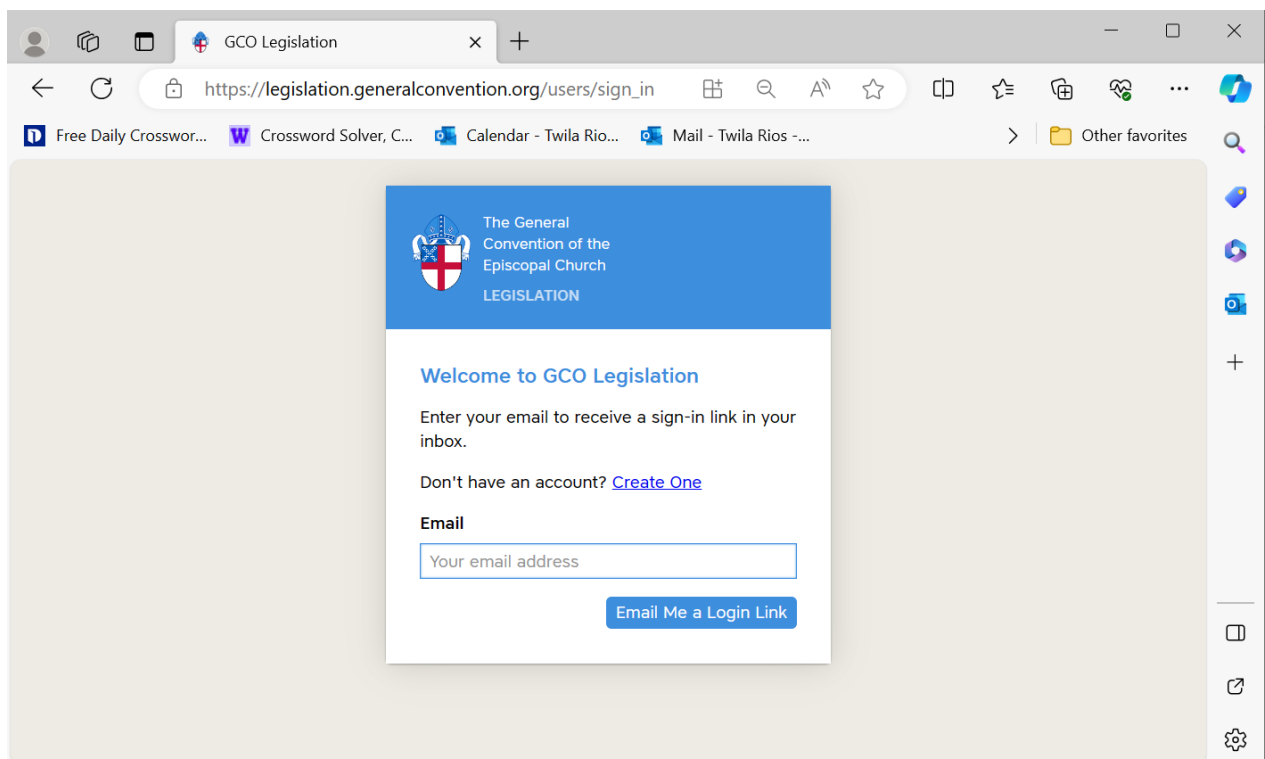 GCO Legislation
https://legislation.generalconvention.org/users/sign_in
Free Daily Crosswor... W Crossword Solver, C... Calendar - Twila Rio... Mail - Twila Rios -... Other favorites
The General
Convention of the
Episcopal Church
LEGISLATION
Welcome to GCO Legislation
Enter your email to receive a sign-in link in your
inbox.
Don't have an account? Create One
Email
Your email address
Email Me a Login Link